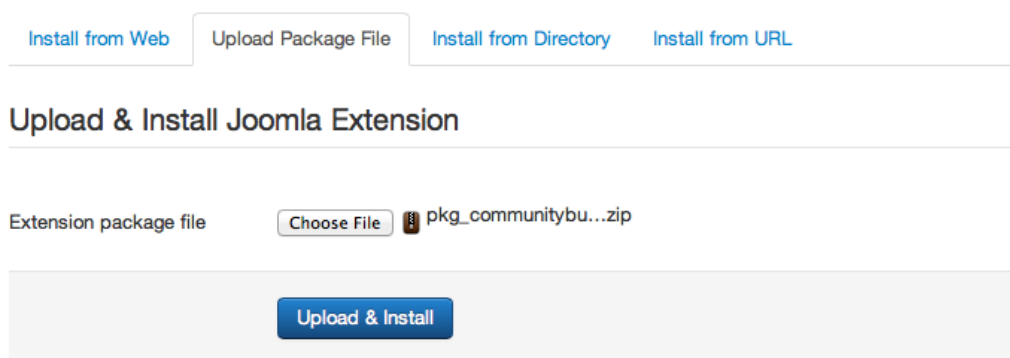 Install from Web Upload Package File Install from Directory Install from URL
Upload & Install Joomla Extension
Extension package file Choose File pkg_communitybu...zip
Upload & Install